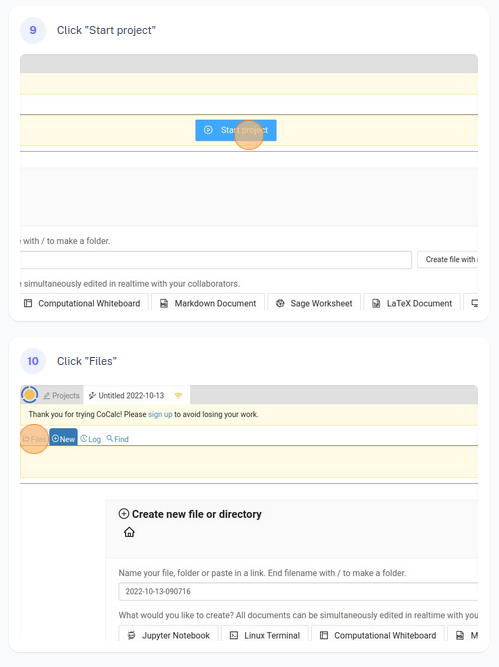 9 Click "Start project"
Start project
with / to make a folder.
Create file with
simultaneously edited in realtime with your collaborators.
Computational Whiteboard Markdown Document Sage Worksheet LaTeX Document
10 Click "Files"
Projects Untitled 2022-10-13
Thank you for trying CoCalc! Please sign up to avoid losing your work.
Files New Log Find
Create new file or directory
Name your file, folder or paste in a link. End filename with / to make a folder.
2022-10-13-090716
What would you like to create? All documents can be simultaneously edited in realtime with you
Jupyter Notebook Linux Terminal Computational Whiteboard M